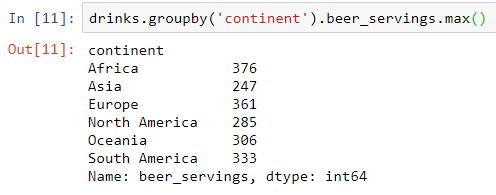 In [11]: drinks.groupby('continent').beer_servings.max()
Out[11]: continent
Africa 376
Asia 247
Europe 361
North America 285
Oceania 306
South America 333
Name: beer_servings, dtype: int64